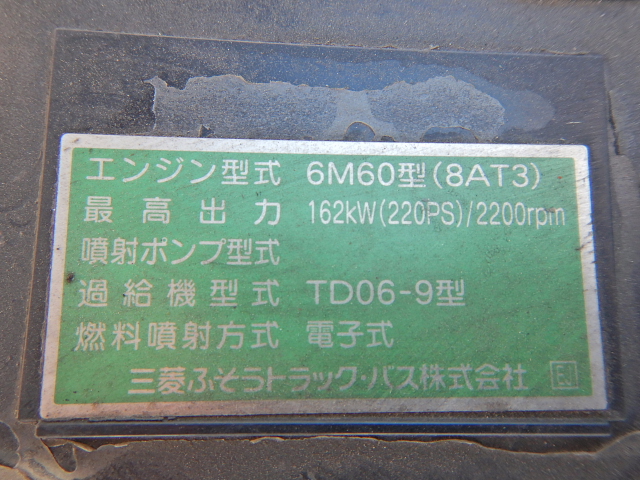 エンジン型式 6M60型(8AT3)
最高出力 162kW(220PS)/2200rpm
噴射ポンプ型式
過給機型式 TD06-9型
燃料噴射方式 電子式
三菱ふそうトラック・バス株式会社 EJ